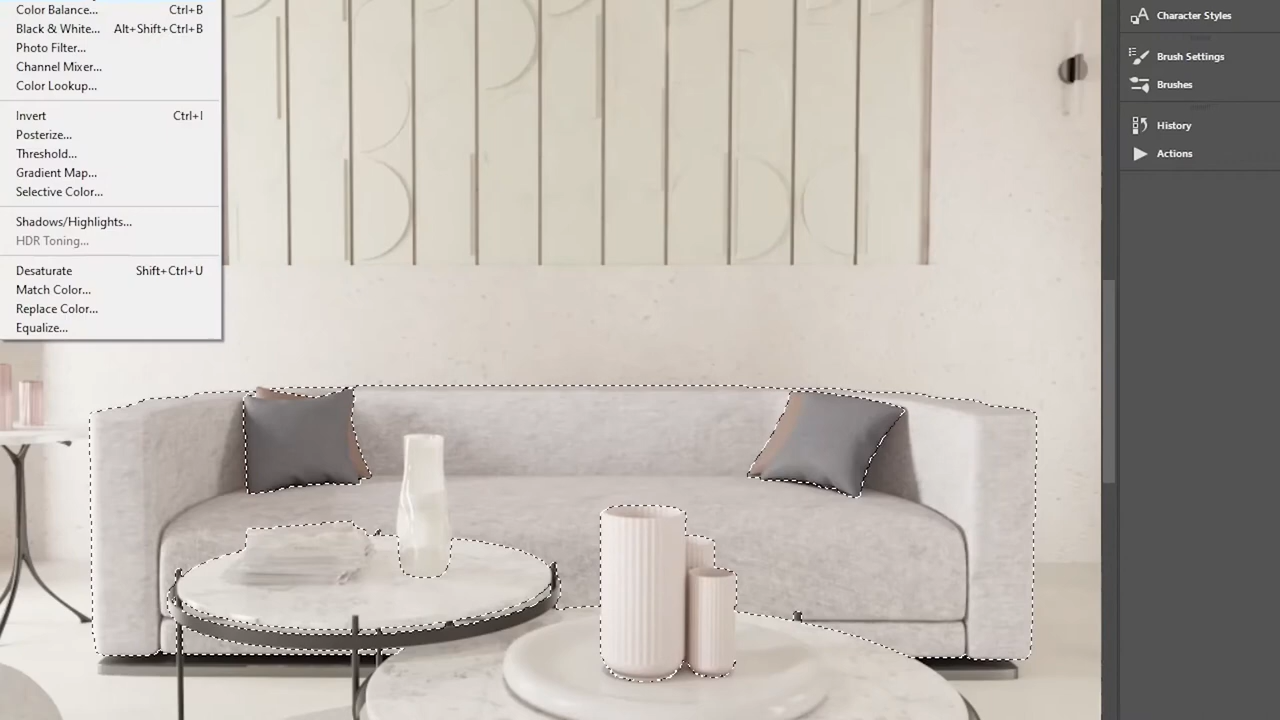 Color Balance... Ctrl+B
Black & White... Alt+Shift+Ctrl+B
Photo Filter...
Channel Mixer...
Color Lookup...
Invert Ctrl+I
Posterize...
Threshold...
Gradient Map...
Selective Color...
Shadows/Highlights...
HDR Toning...
Desaturate Shift+Ctrl+U
Match Color...
Replace Color...
Equalize...
Character Styles
Brush Settings
Brushes
History
Actions